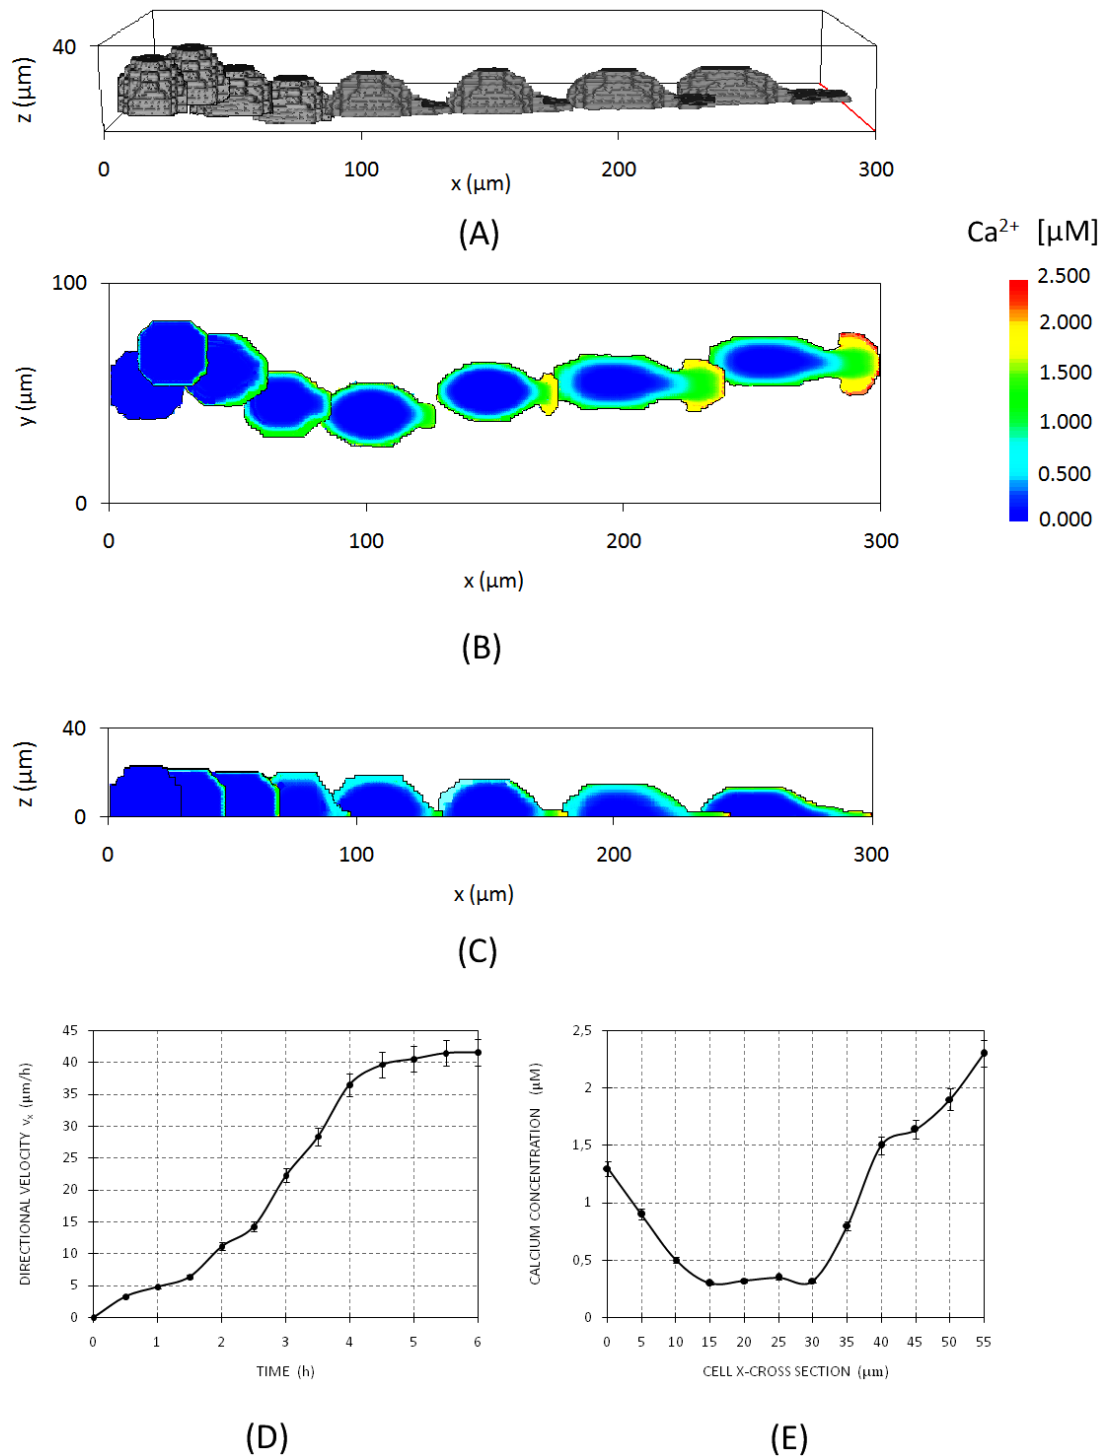 40
z (µm)
0
100
200
300
x (µm)
(A)
Ca²⁺ [µM]
2.500
2.000
1.500
1.000
0.500
0.000
100
y (µm)
0
0
100
200
300
x (µm)
(B)
40
z (µm)
0
0
100
200
300
x (µm)
(C)
45
40
35
30
25
20
15
10
5
0
DIRECTIONAL VELOCITY vₓ (µm/h)
0 1 2 3 4 5 6
TIME (h)
(D)
2,5
2
1,5
1
0,5
0
CALCIUM CONCENTRATION (µM)
0 5 10 15 20 25 30 35 40 45 50 55
CELL X-CROSS SECTION (µm)
(E)